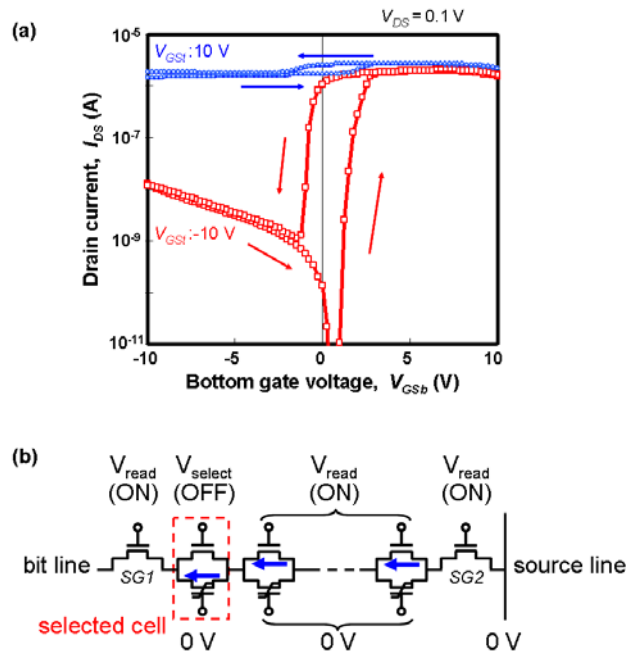 (a)
V_DS = 0.1 V
10^-5
10^-7
10^-9
10^-11
Drain current, I_DS (A)
V_GSt: 10 V
V_GSt: -10 V
-10 -5 0 5 10
Bottom gate voltage, V_GSb (V)
(b)
V_read V_select V_read V_read
(ON) (OFF) (ON) (ON)
bit line SG1 SG2 source line
selected cell
0 V 0 V 0 V